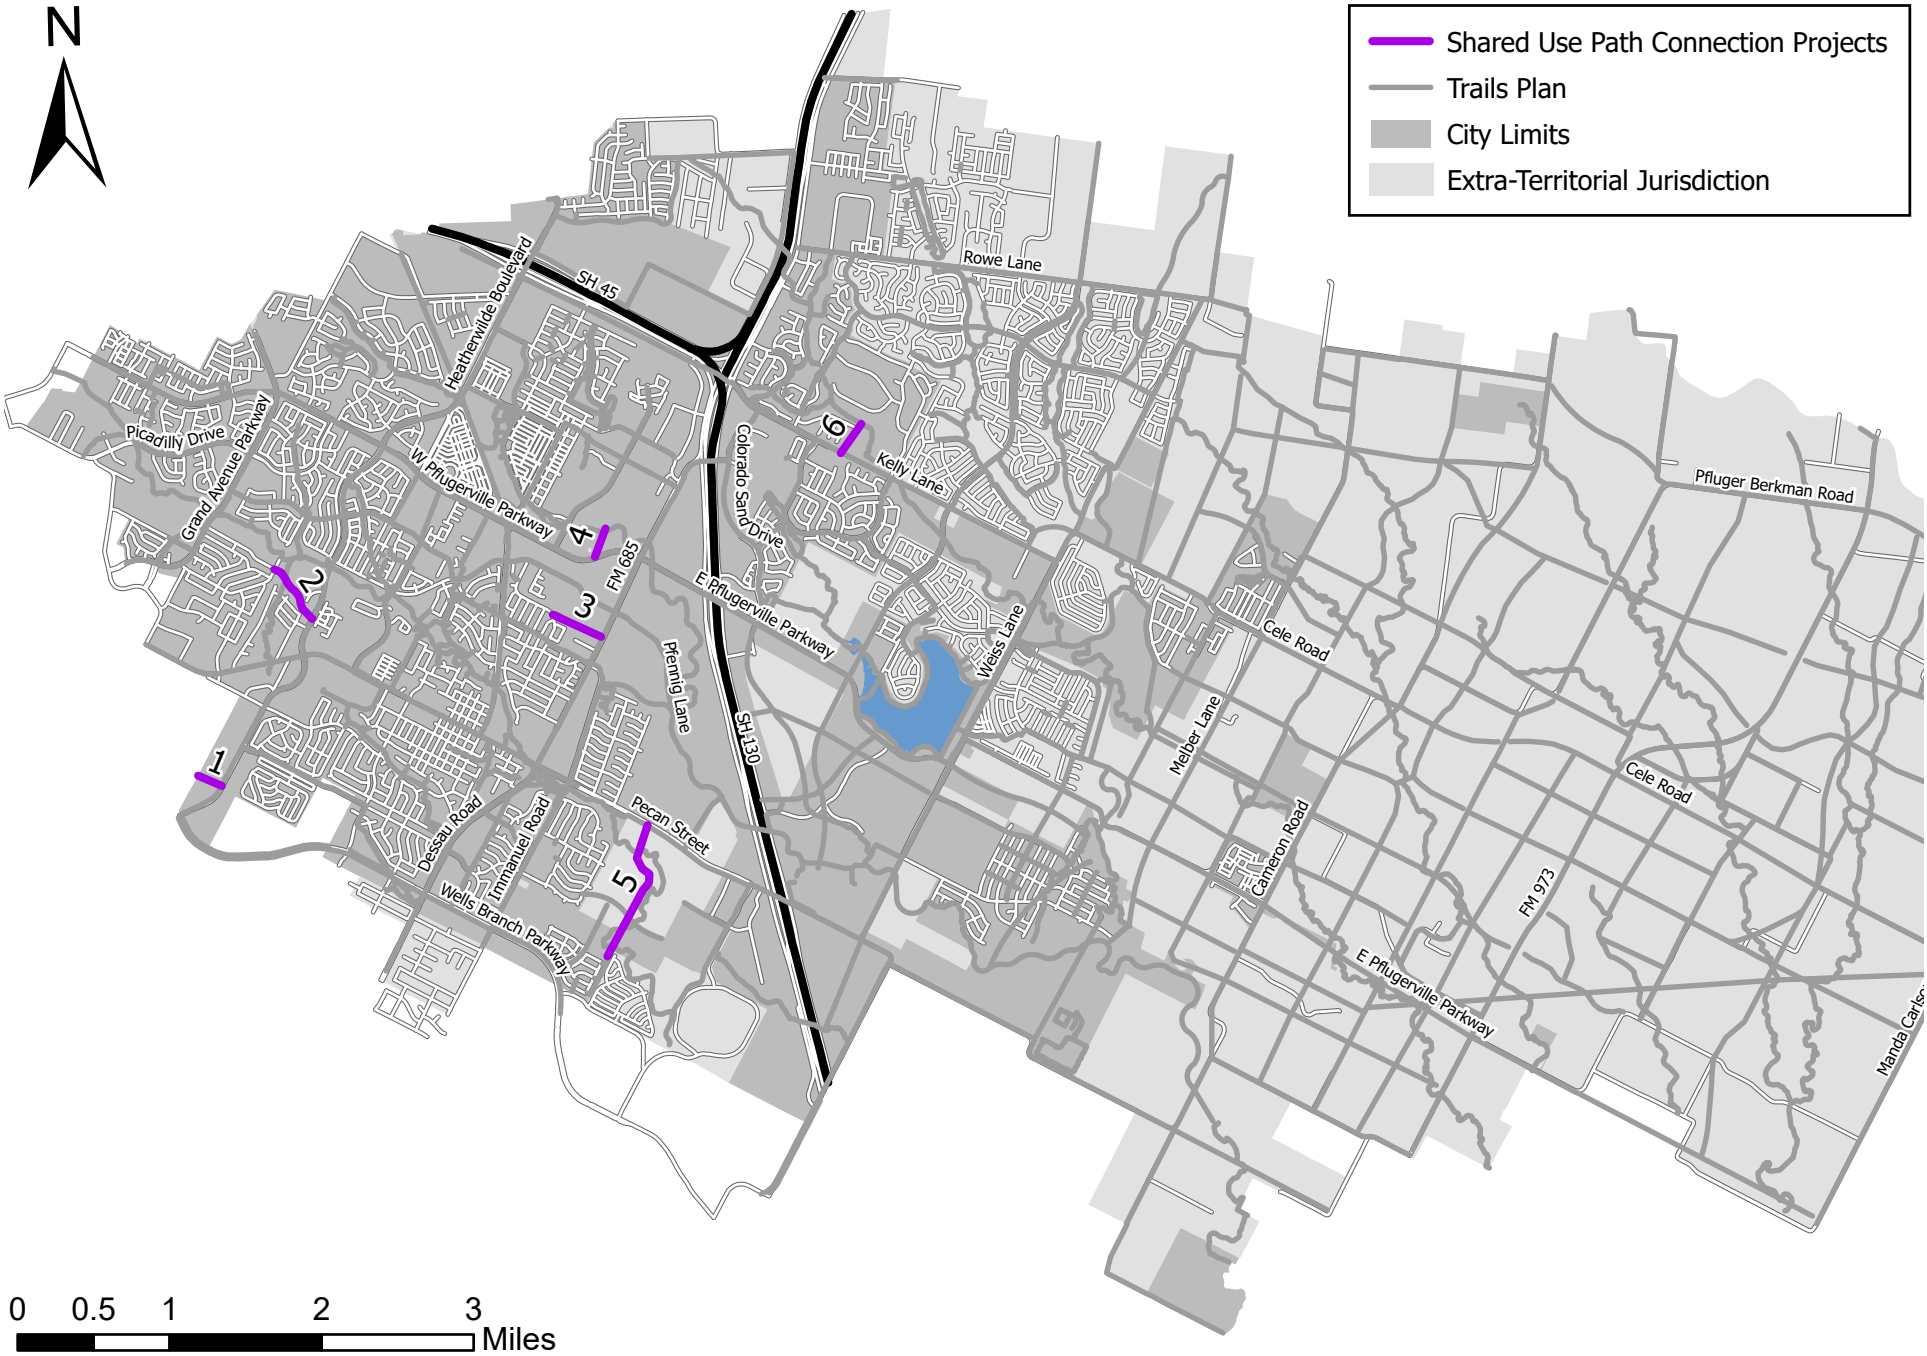 N
Shared Use Path Connection Projects
Trails Plan
City Limits
Extra-Territorial Jurisdiction
Heatherwilde Boulevard
SH 45
Rowe Lane
Picadilly Drive
Grand Avenue Parkway
W Pflugerville Parkway
Colorado Sand Drive
6
Kelly Lane
Pfluger Berkman Road
4
FM 685
2
3
E Pflugerville Parkway
Pfennig Lane
Weiss Lane
Cele Road
SH 130
Melber Lane
1
Cele Road
Dessau Road
Immanuel Road
Pecan Street
5
Wells Branch Parkway
Cameron Road
FM 973
E Pflugerville Parkway
Manda Carlso
0 0.5 1 2 3
Miles